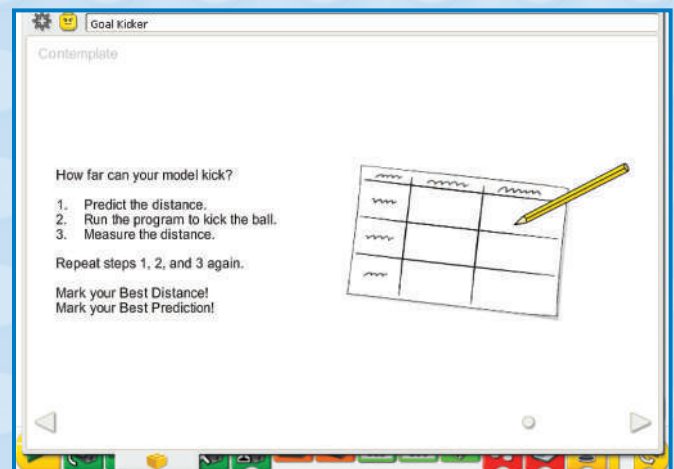 Goal Kicker
Contemplate
How far can your model kick?
1. Predict the distance.
2. Run the program to kick the ball.
3. Measure the distance.
Repeat steps 1, 2, and 3 again.
Mark your Best Distance!
Mark your Best Prediction!